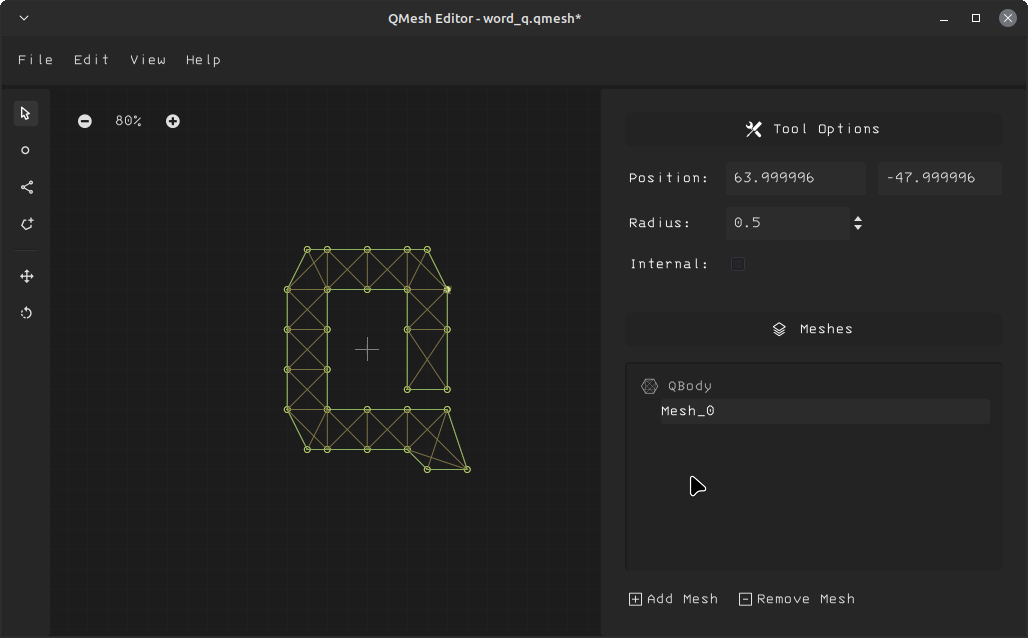 QMesh Editor - word_q.qmesh*
File Edit View Help
80%
Tool Options
Position: 63.999996 -47.999996
Radius: 0.5
Internal:
Meshes
QBody
Mesh_0
Add Mesh Remove Mesh